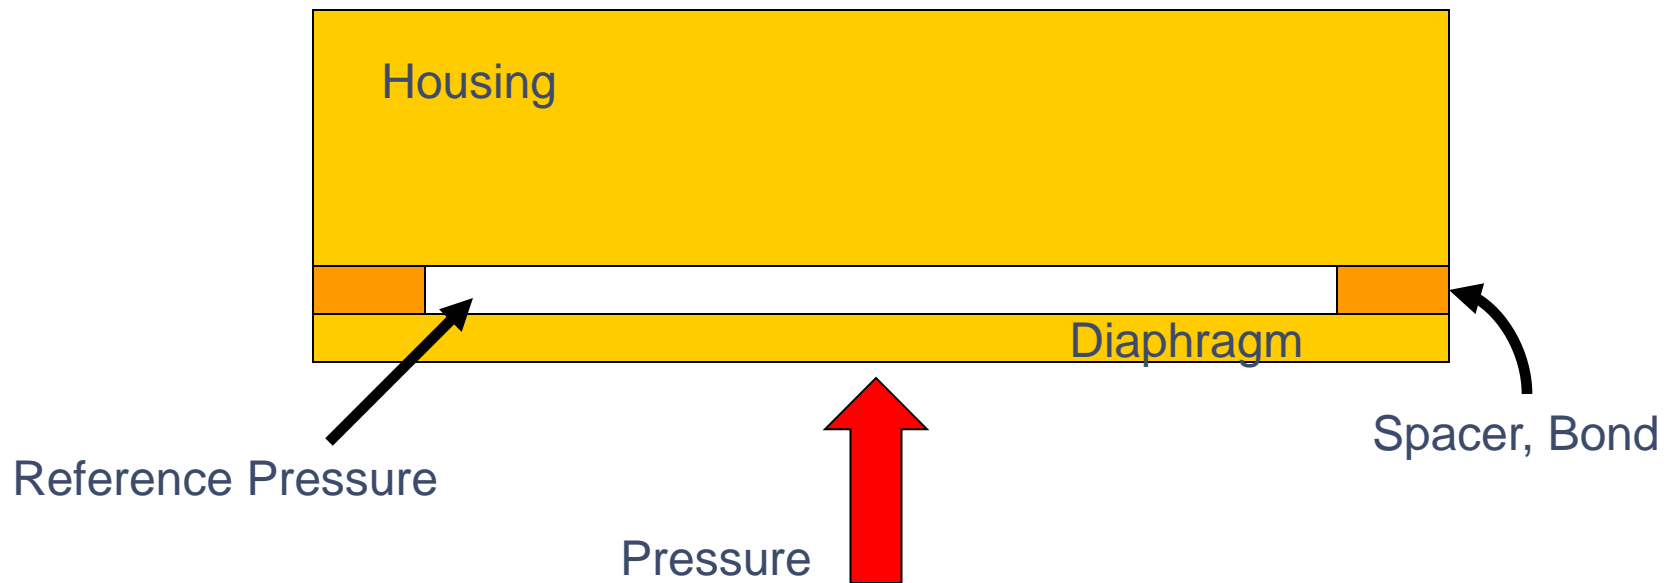 Housing
Diaphragm
Spacer, Bond
Reference Pressure
Pressure